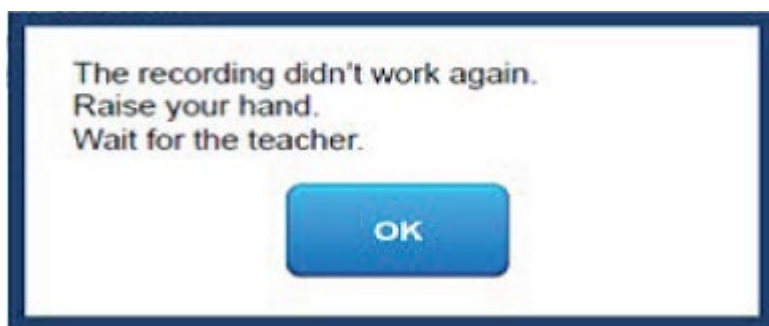 The recording didn't work again.
Raise your hand.
Wait for the teacher.
OK